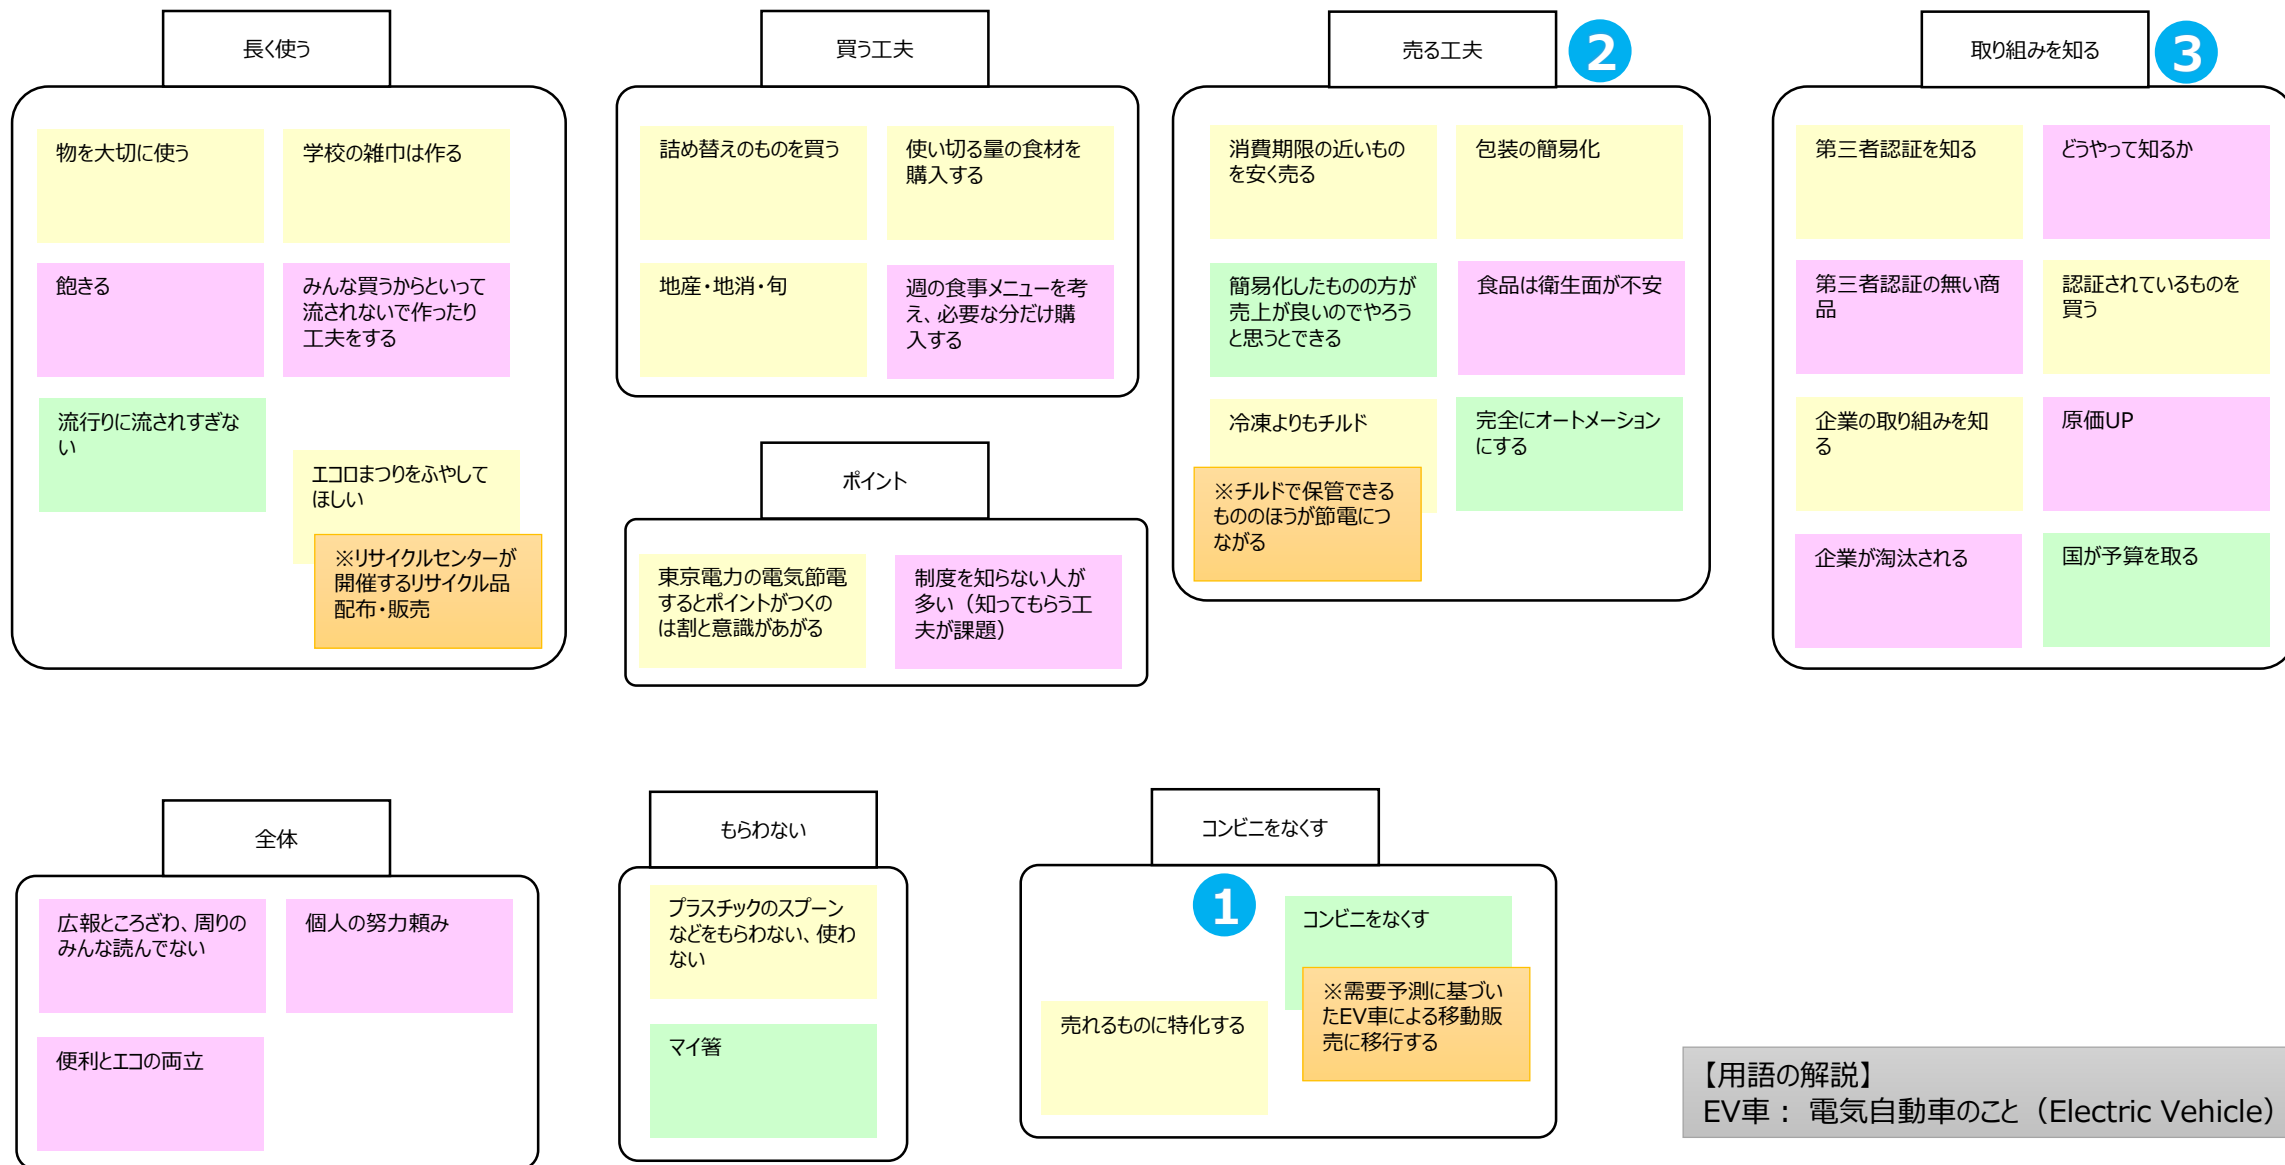 長く使う
物を大切に使う
学校の雑巾は作る
飽きる
みんな買うからといって
流されないで作ったり
工夫をする
流行りに流されすぎな
い
エコロまつりをふやして
ほしい
※リサイクルセンターが
開催するリサイクル品
配布・販売
買う工夫
詰め替えのものを買う
使い切る量の食材を
購入する
地産・地消・旬
週の食事メニューを考
え、必要な分だけ購
入する
ポイント
東京電力の電気節電
するとポイントがつくの
は割と意識があがる
制度を知らない人が
多い（知ってもらう工
夫が課題）
売る工夫
2
消費期限の近いもの
を安く売る
包装の簡易化
簡易化したものの方が
売上が良いのでやろう
と思うとできる
食品は衛生面が不安
冷凍よりもチルド
※チルドで保管できる
もののほうが節電につ
ながる
完全にオートメーション
にする
取り組みを知る
3
第三者認証を知る
どうやって知るか
第三者認証の無い商
品
認証されているものを
買う
企業の取り組みを知
る
原価UP
企業が淘汰される
国が予算を取る
全体
広報ところざわ、周りの
みんな読んでない
個人の努力頼み
便利とエコの両立
もらわない
プラスチックのスプーン
などをもらわない、使わ
ない
マイ箸
コンビニをなくす
1
コンビニをなくす
※需要予測に基づい
たEV車による移動販
売に移行する
売れるものに特化する
【用語の解説】
EV車： 電気自動車のこと（Electric Vehicle）